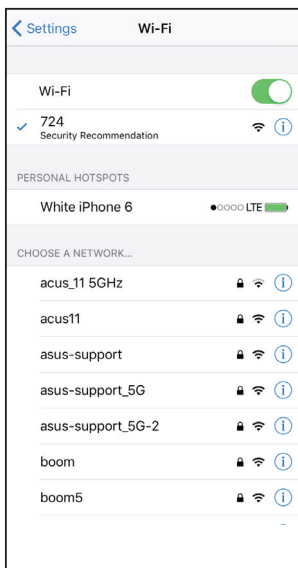 Settings
Wi-Fi
Wi-Fi
724
Security Recommendation
PERSONAL HOTSPOTS
White iPhone 6
LTE
CHOOSE A NETWORK...
acus_11 5GHz
acus11
asus-support
asus-support_5G
asus-support_5G-2
boom
boom5